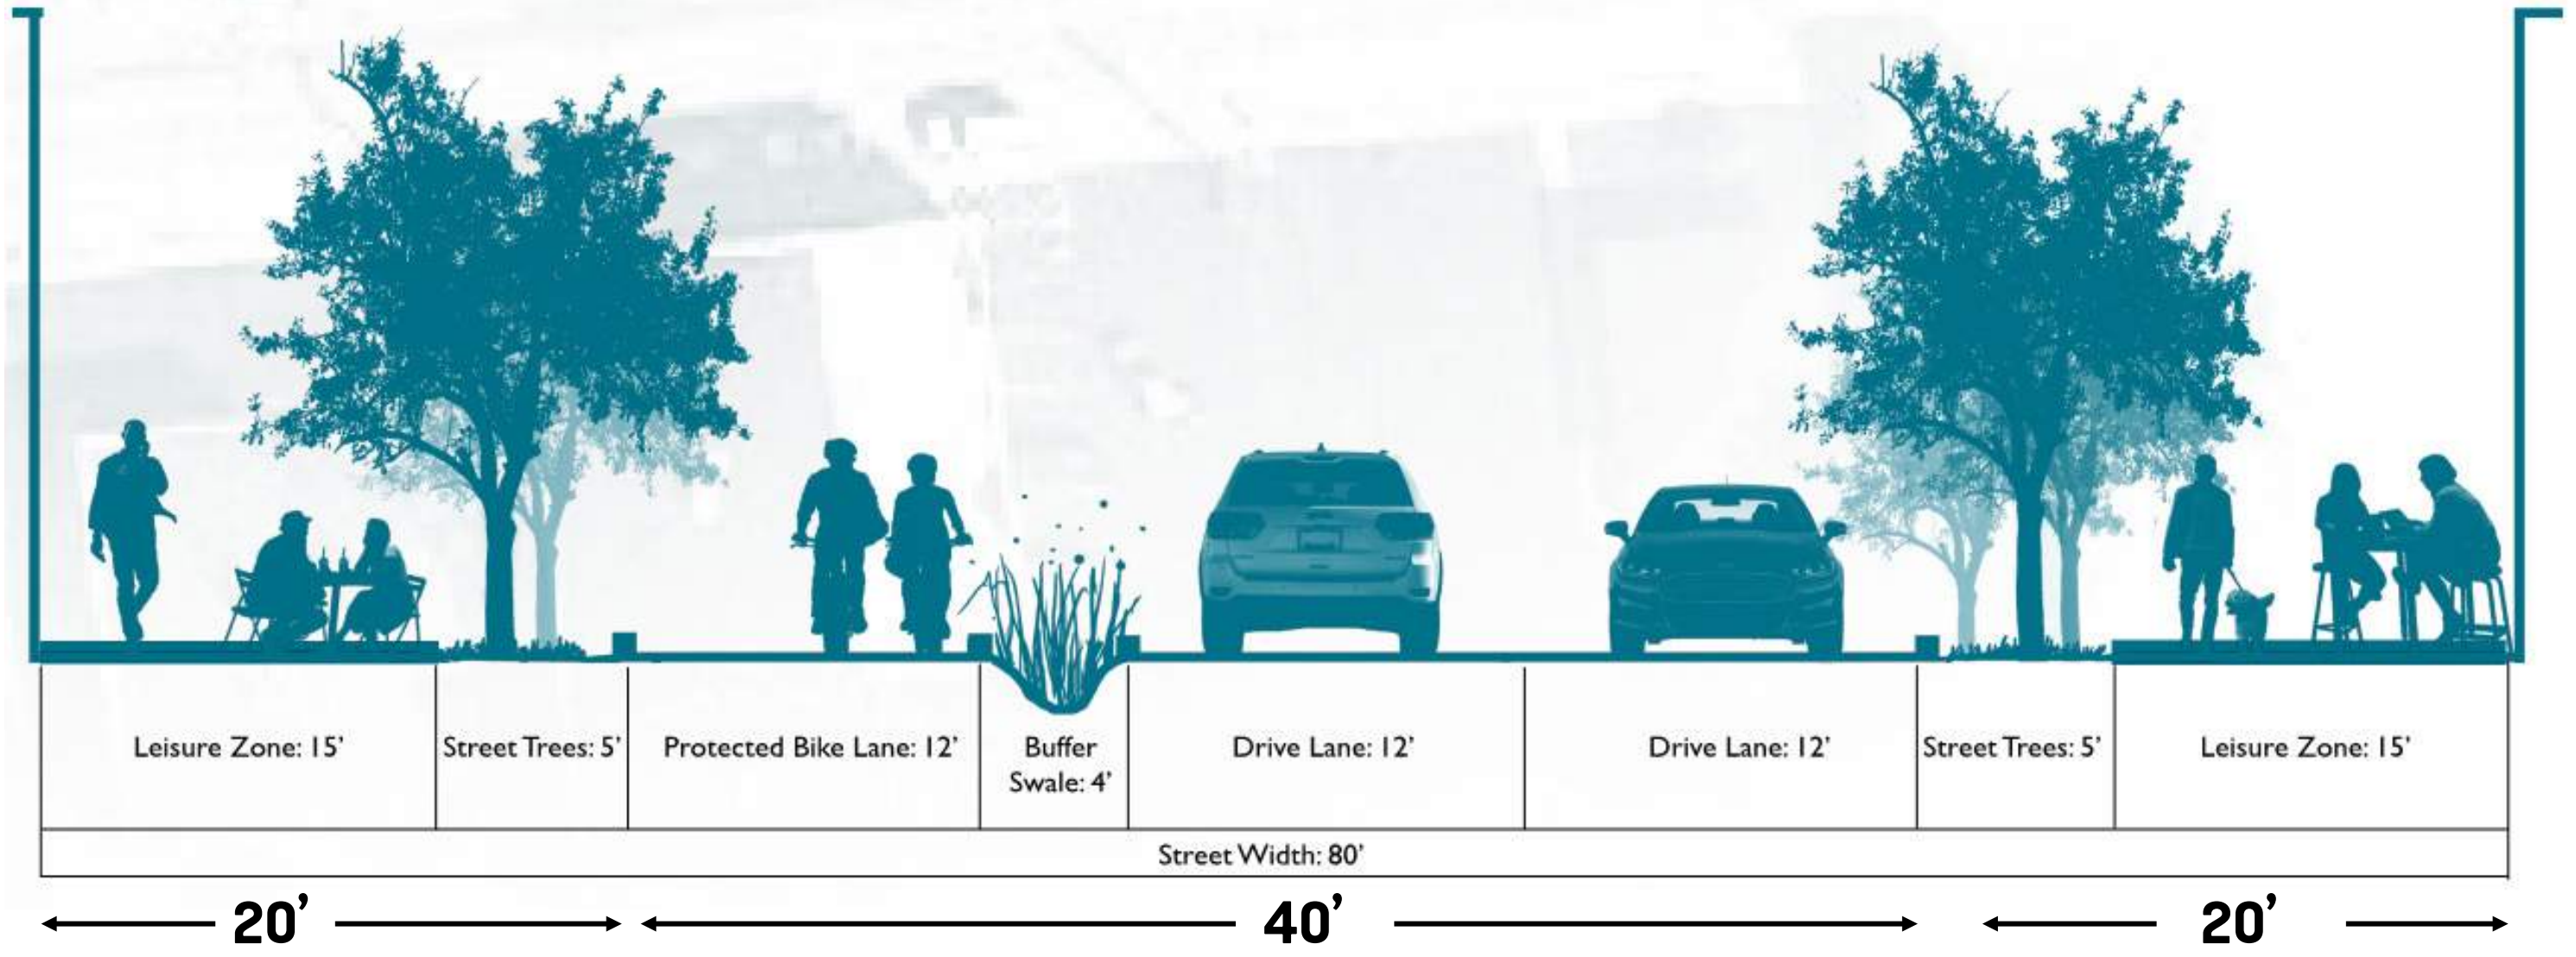 Leisure Zone: 15’
Street Trees: 5’
Protected Bike Lane: 12’
Buffer
Swale: 4’
Drive Lane: 12’
Drive Lane: 12’
Street Trees: 5’
Leisure Zone: 15’
Street Width: 80’
20’
40’
20’